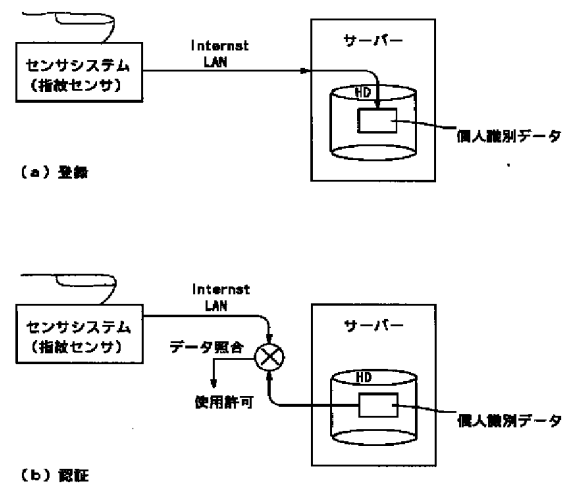 Internst
LAN
サーバー
センサシステム
(指紋センサ)
HD
個人識別データ
(a) 登録
Internst
LAN
サーバー
センサシステム
(指紋センサ)
データ照合
HD
使用許可
個人識別データ
(b) 認証